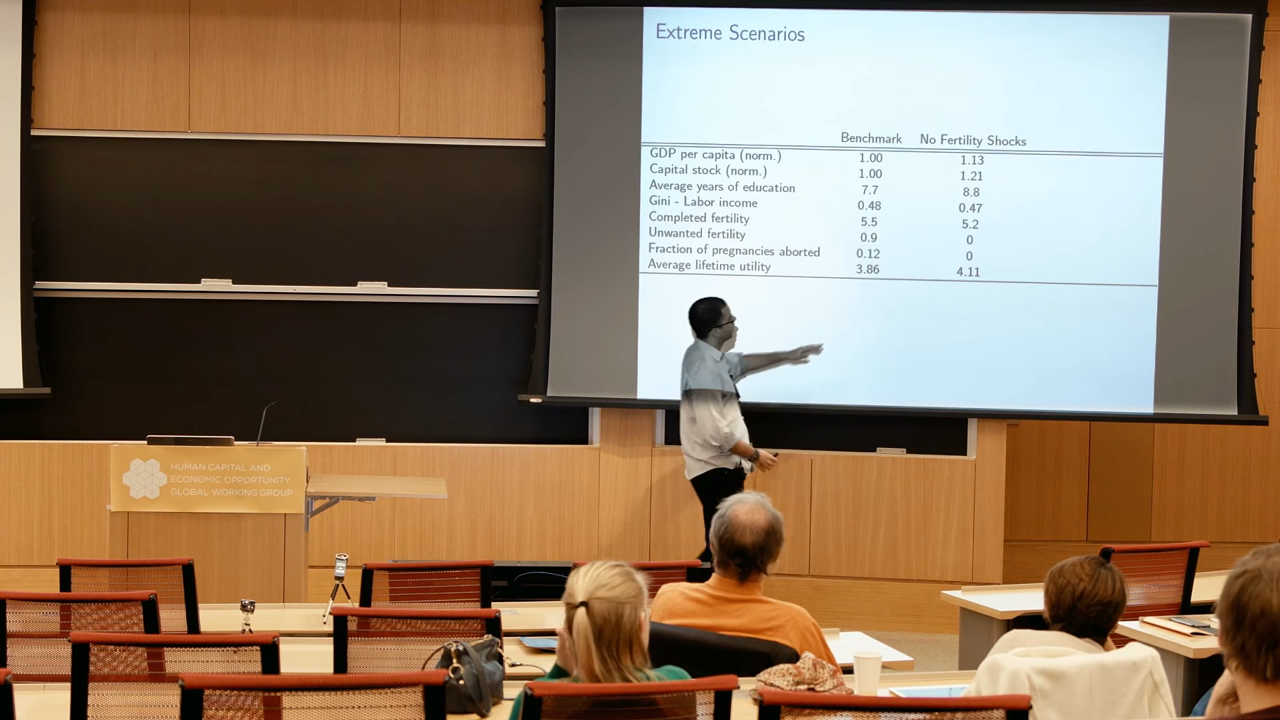 Extreme Scenarios
Benchmark No Fertility Shocks
GDP per capita (norm.) 1.00 1.13
Capital stock (norm.) 1.00 1.21
Average years of education 7.7 8.8
Gini - Labor income 0.48 0.47
Completed fertility 5.5 5.2
Unwanted fertility 0.9 0
Fraction of pregnancies aborted 0.12 0
Average lifetime utility 3.86 4.11
HUMAN CAPITAL AND
ECONOMIC OPPORTUNITY
GLOBAL WORKING GROUP